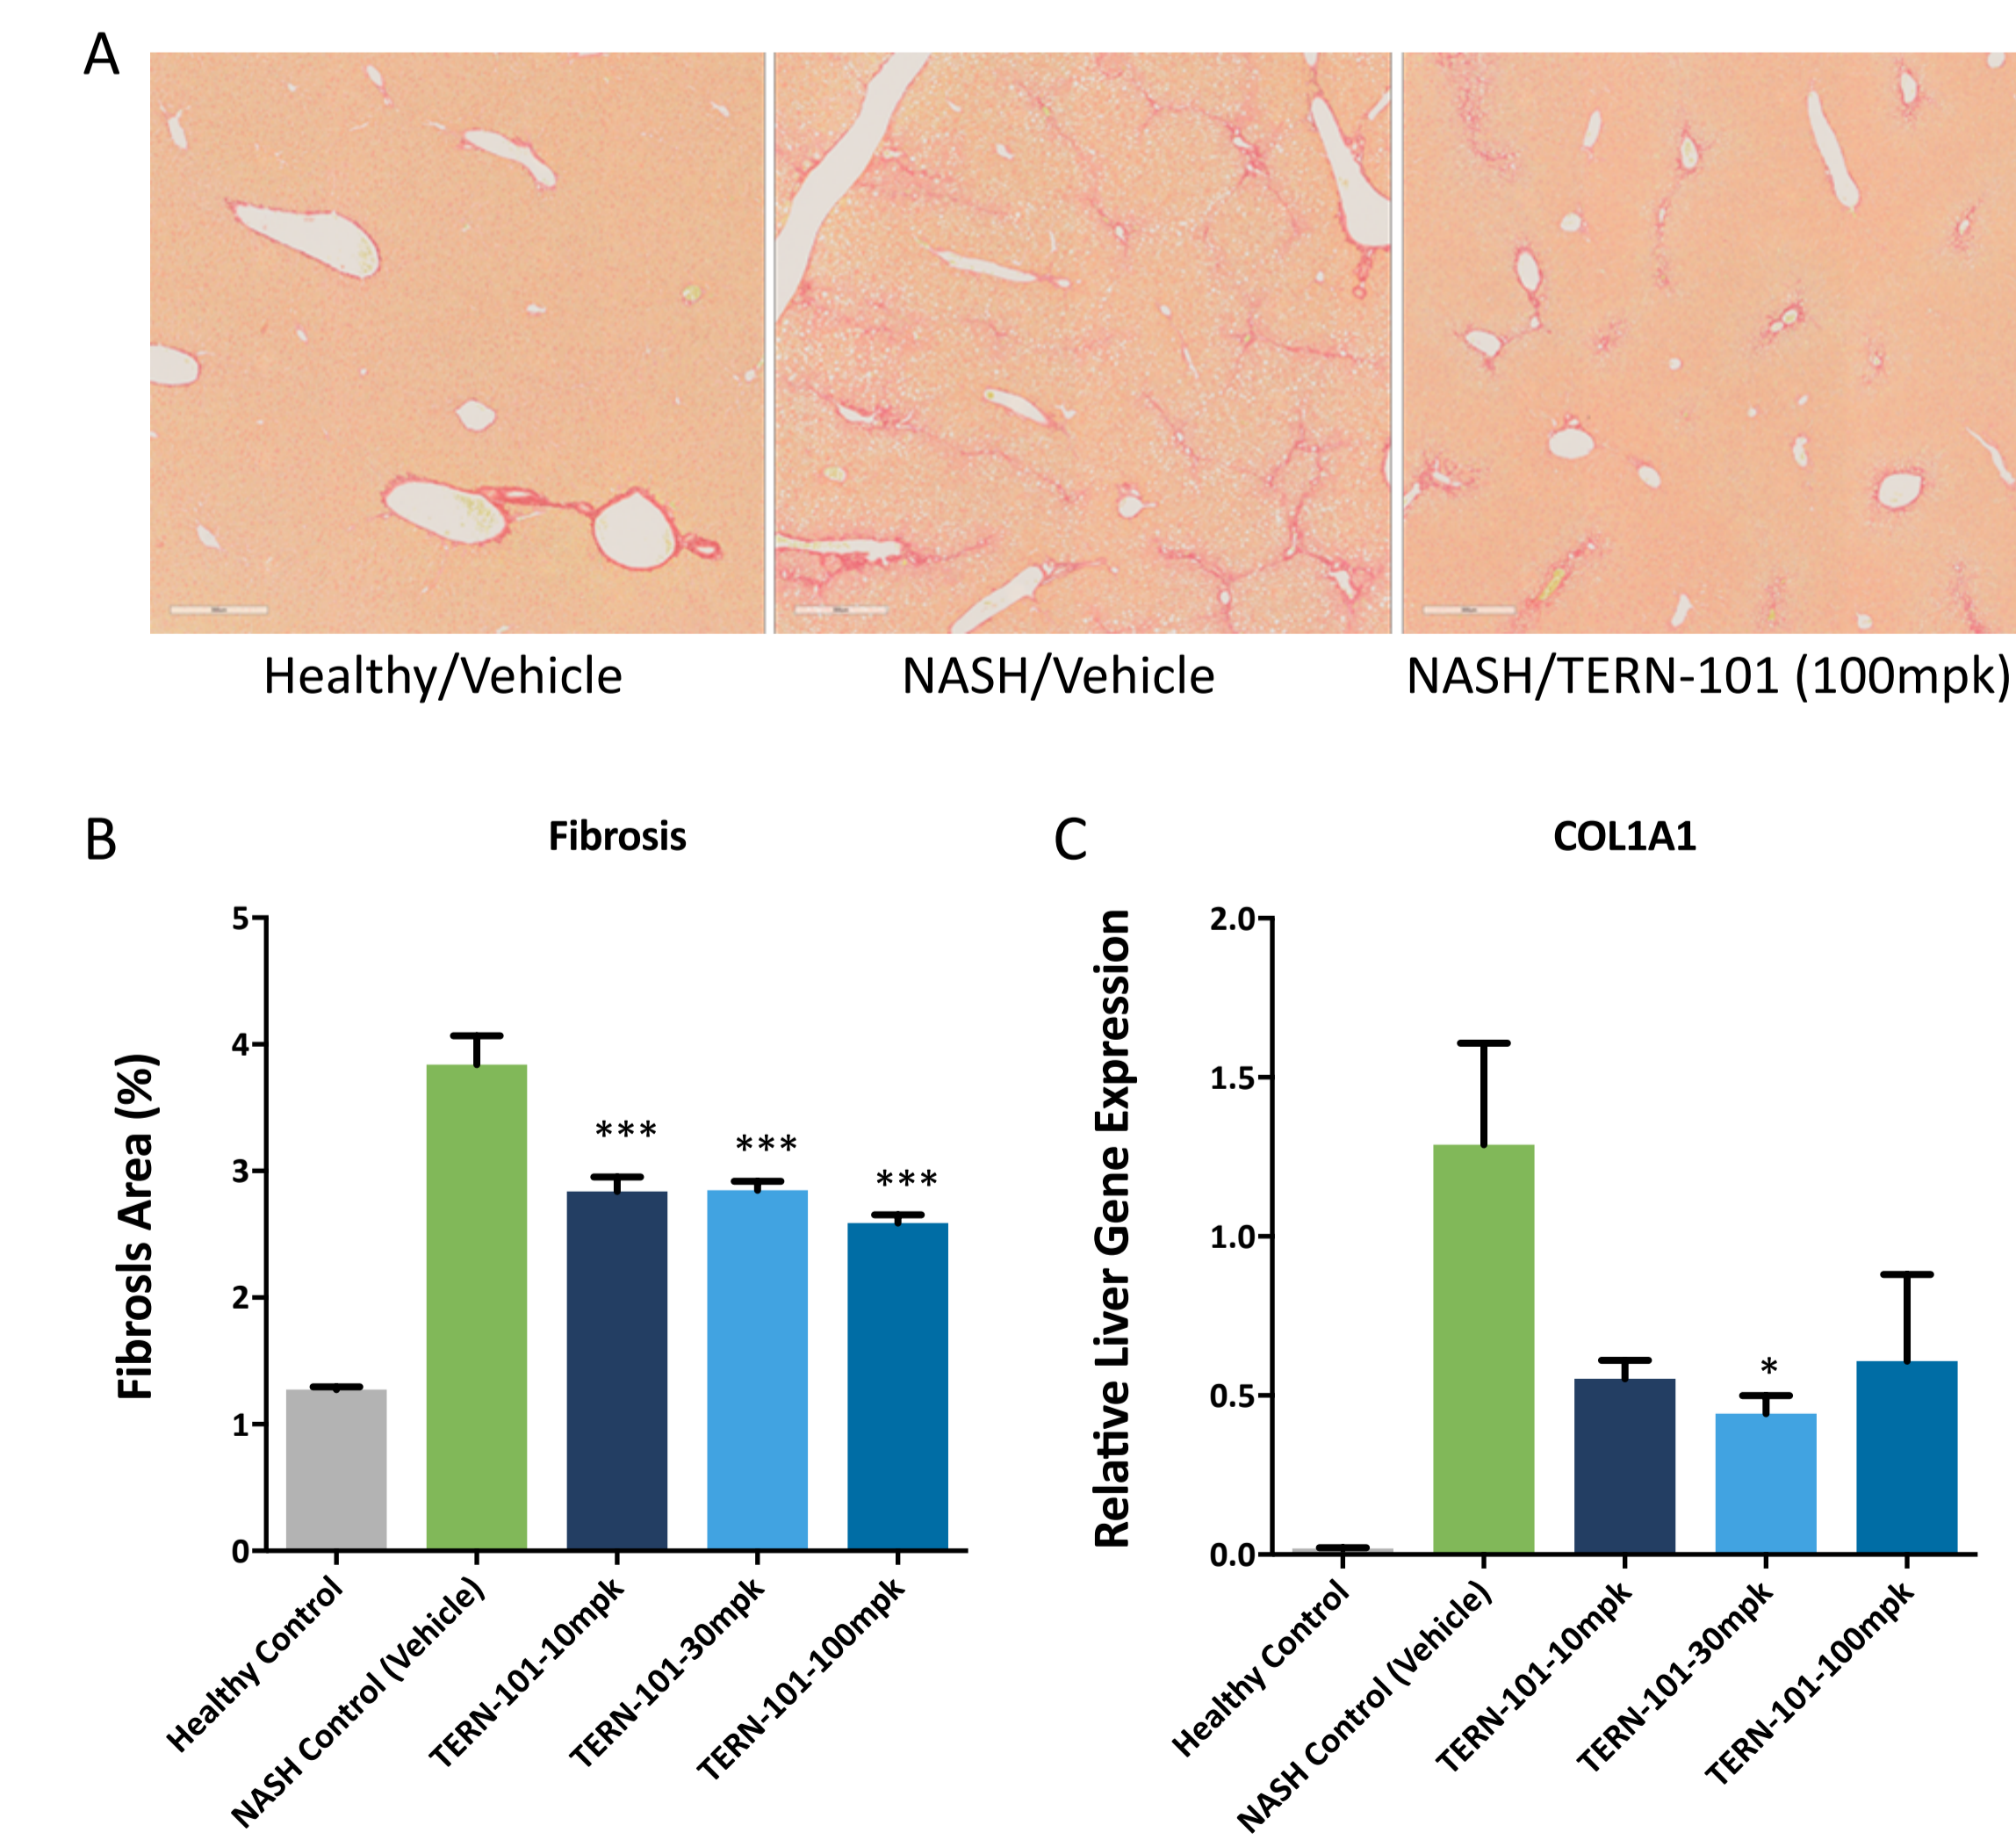 A
Healthy/Vehicle
NASH/Vehicle
NASH/TERN-101 (100mpk)
B
Fibrosis
Fibrosis Area (%)
5
4
3
2
1
0
***
***
***
Healthy Control
NASH Control (Vehicle)
TERN-101-10mpk
TERN-101-30mpk
TERN-101-100mpk
C
COL1A1
Relative Liver Gene Expression
2.0
1.5
1.0
0.5
0.0
*
Healthy Control
NASH Control (Vehicle)
TERN-101-10mpk
TERN-101-30mpk
TERN-101-100mpk